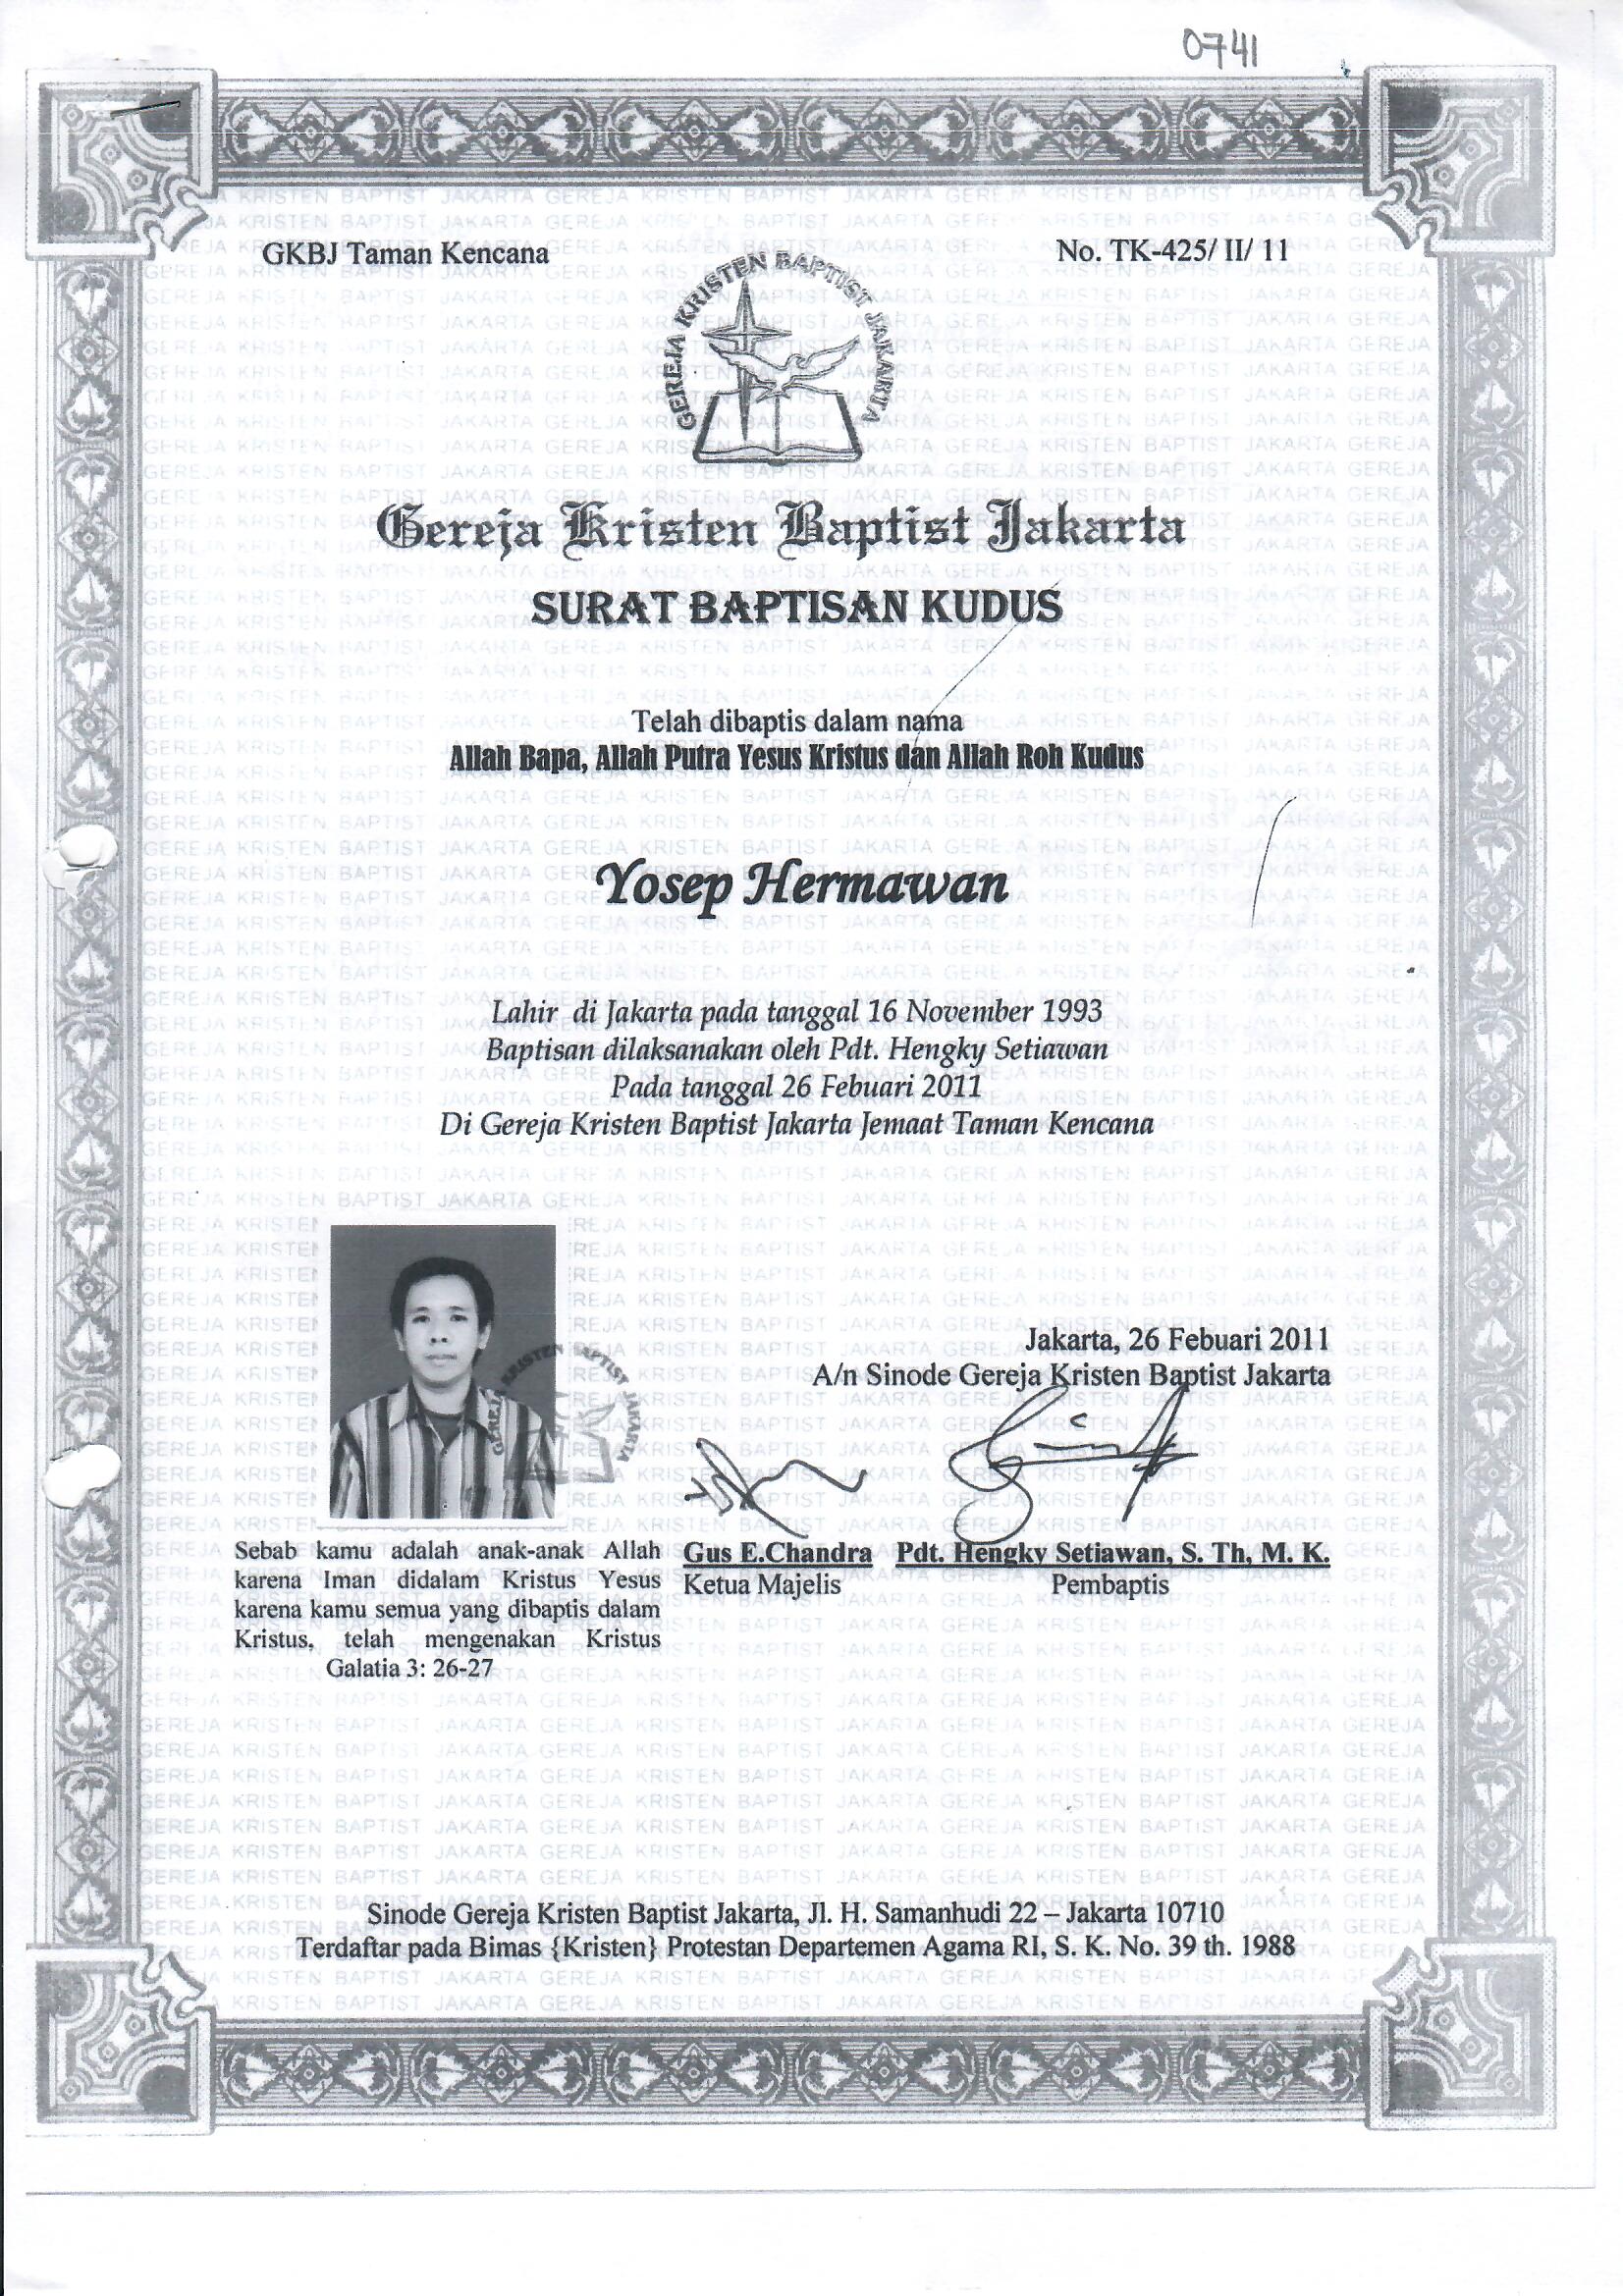 0741
GKBJ Taman Kencana
No. TK-425/ II/ 11
GEREJA KRISTEN BAPTIST JAKARTA
Gereja Kristen Baptist Jakarta
SURAT BAPTISAN KUDUS
Telah dibaptis dalam nama
Allah Bapa, Allah Putra Yesus Kristus dan Allah Roh Kudus
Yosep Hermawan
Lahir di Jakarta pada tanggal 16 November 1993
Baptisan dilaksanakan oleh Pdt. Hengky Setiawan
Pada tanggal 26 Febuari 2011
Di Gereja Kristen Baptist Jakarta Jemaat Taman Kencana
Jakarta, 26 Febuari 2011
A/n Sinode Gereja Kristen Baptist Jakarta
GEREJA KRISTEN BAPTIST JAKARTA
Gus E.Chandra
Ketua Majelis
Pdt. Hengky Setiawan, S. Th, M. K.
Pembaptis
Sebab kamu adalah anak-anak Allah
karena Iman didalam Kristus Yesus
karena kamu semua yang dibaptis dalam
Kristus, telah mengenakan Kristus
Galatia 3: 26-27
Sinode Gereja Kristen Baptist Jakarta, Jl. H. Samanhudi 22 – Jakarta 10710
Terdaftar pada Bimas {Kristen} Protestan Departemen Agama RI, S. K. No. 39 th. 1988